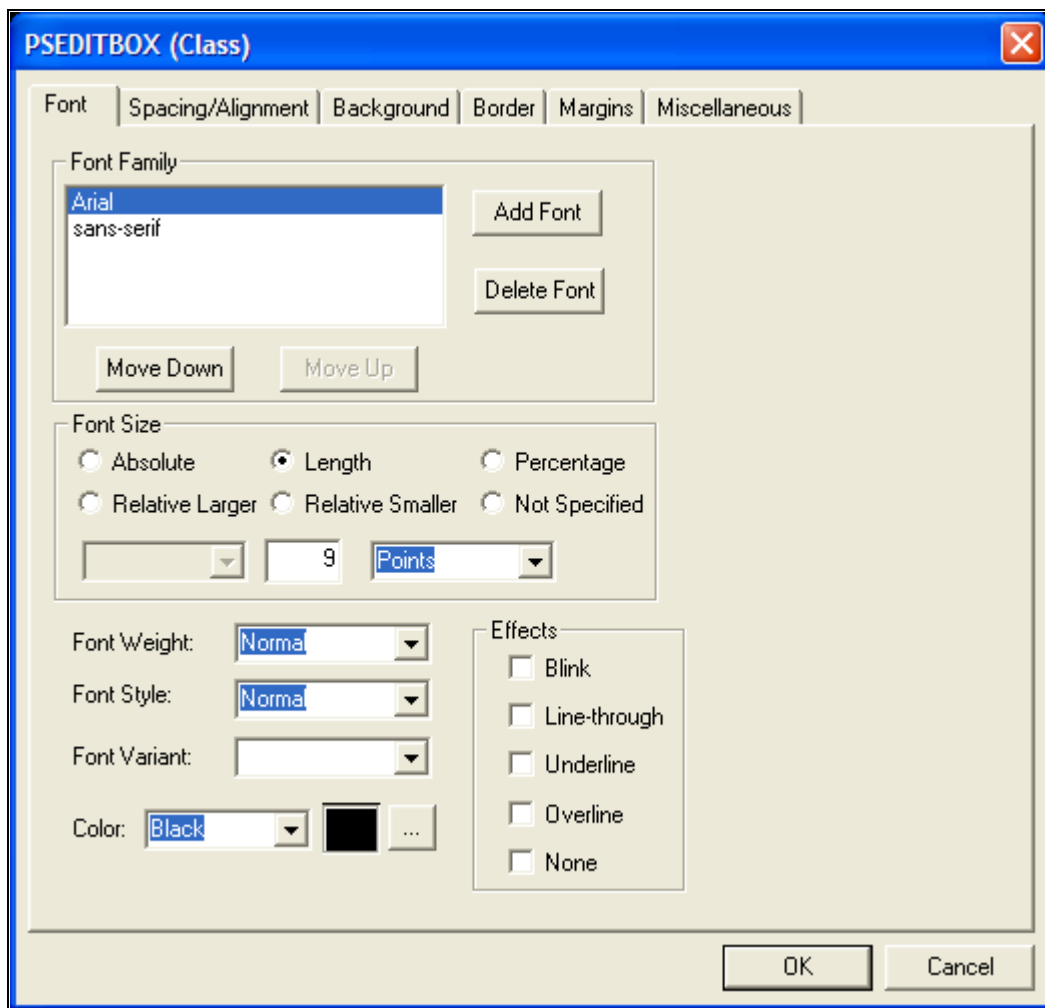 PSEDITBOX (Class)
Font Spacing/Alignment Background Border Margins Miscellaneous
Font Family
Arial
sans-serif
Add Font
Delete Font
Move Down Move Up
Font Size
Absolute Length Percentage
Relative Larger Relative Smaller Not Specified
9 Points
Font Weight: Normal
Font Style: Normal
Font Variant:
Color: Black ...
Effects
Blink
Line-through
Underline
Overline
None
OK Cancel